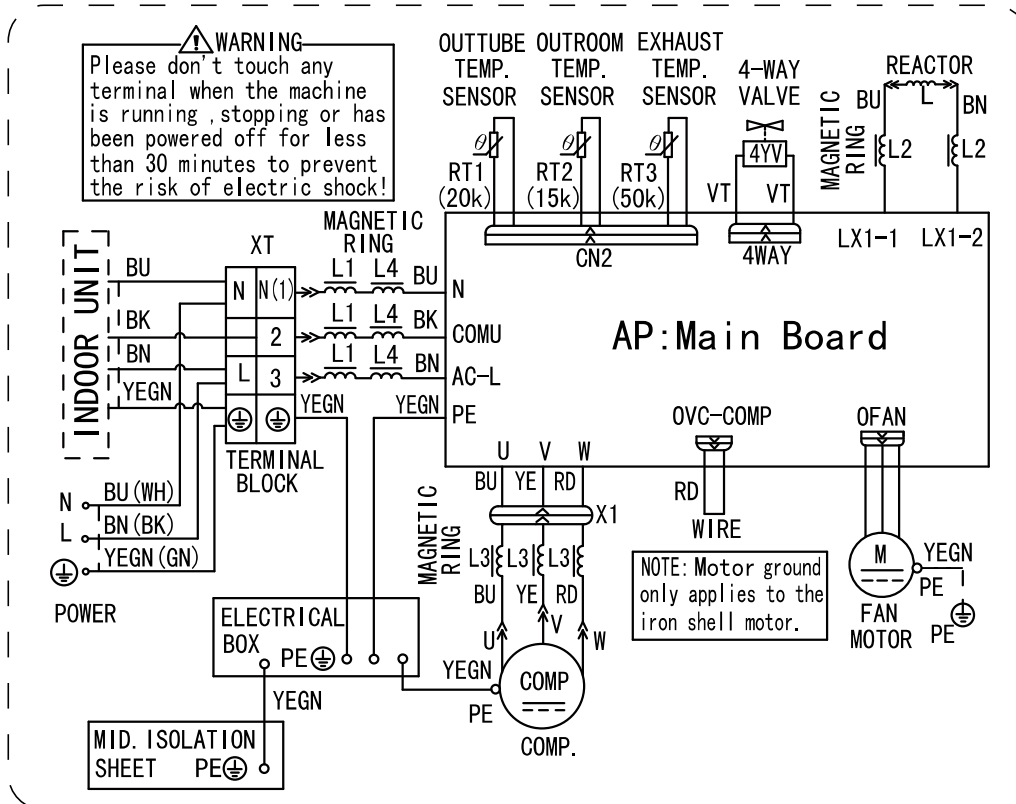 WARNING
Please don't touch any
terminal when the machine
is running ,stopping or has
been powered off for less
than 30 minutes to prevent
the risk of electric shock!
OUTTUBE
TEMP.
SENSOR
OUTROOM
TEMP.
SENSOR
EXHAUST
TEMP.
SENSOR
4-WAY
VALVE
MAGNETIC
RING
REACTOR
BU
L
BN
L2
L2
θ
θ
θ
RT1
(20k)
RT2
(15k)
RT3
(50k)
4YV
VT
VT
CN2
4WAY
LX1-1
LX1-2
INDOOR UNIT
BU
BK
BN
YEGN
XT
N
N(1)
2
L
3
TERMINAL
BLOCK
MAGNETIC
RING
L1
L4
BU
N
L1
L4
BK
COMU
L1
L4
BN
AC-L
YEGN
YEGN
PE
AP:Main Board
U
V
W
OVC-COMP
OFAN
BU
YE
RD
X1
RD
WIRE
MAGNETIC
RING
L3
L3
L3
BU
YE
RD
U
V
W
NOTE: Motor ground
only applies to the
iron shell motor.
M
YEGN
PE
FAN
MOTOR
PE
N
BU(WH)
L
BN(BK)
YEGN(GN)
POWER
ELECTRICAL
BOX
PE
YEGN
YEGN
PE
COMP
COMP.
MID. ISOLATION
SHEET
PE